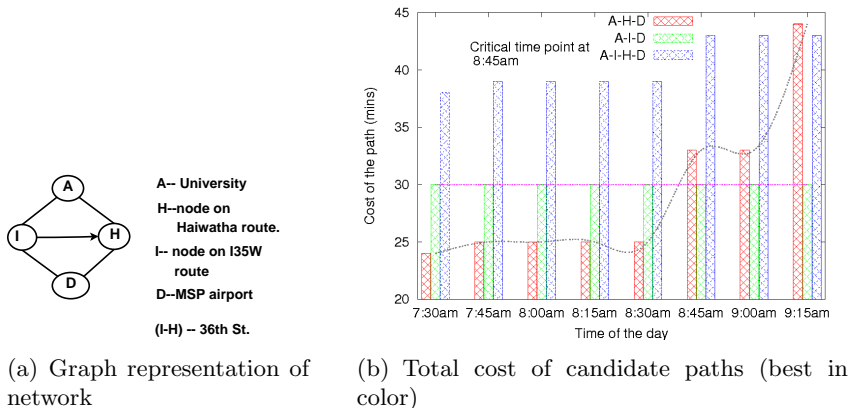 A
I
H
D
A-- University
H--node on
Haiwatha route.
I-- node on I35W
route
D--MSP airport
(I-H) -- 36th St.
(a) Graph representation of
network
A-H-D
A-I-D
A-I-H-D
Critical time point at
8:45am
Cost of the path (mins)
45
40
35
30
25
20
7:30am 7:45am 8:00am 8:15am 8:30am 8:45am 9:00am 9:15am
Time of the day
(b) Total cost of candidate paths (best in
color)